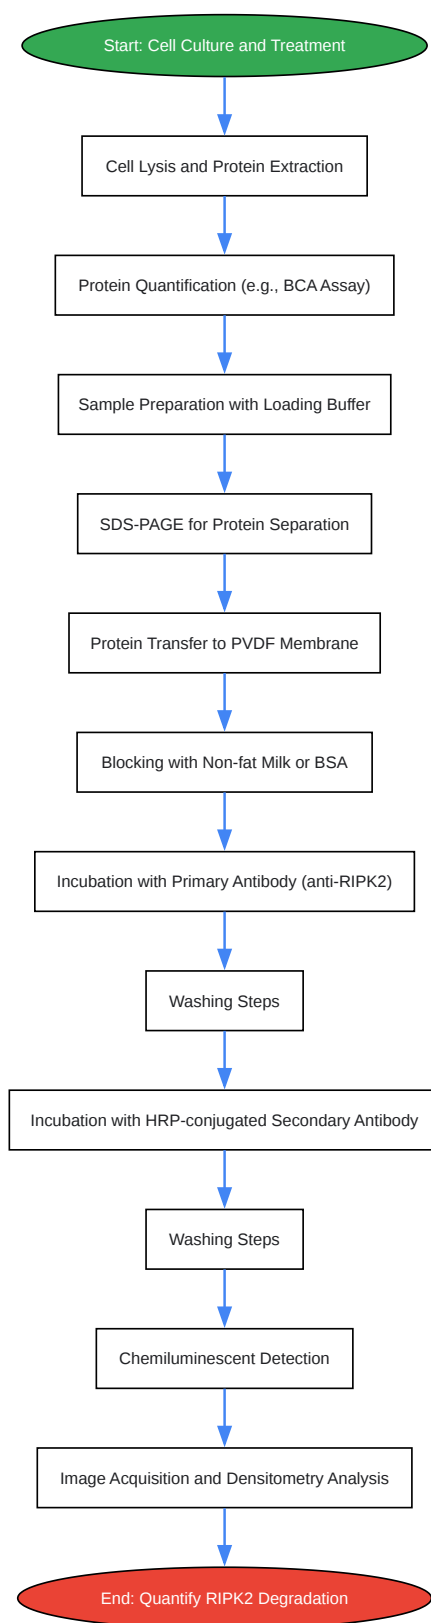 Start: Cell Culture and Treatment
Cell Lysis and Protein Extraction
Protein Quantification (e.g., BCA Assay)
Sample Preparation with Loading Buffer
SDS-PAGE for Protein Separation
Protein Transfer to PVDF Membrane
Blocking with Non-fat Milk or BSA
Incubation with Primary Antibody (anti-RIPK2)
Washing Steps
Incubation with HRP-conjugated Secondary Antibody
Washing Steps
Chemiluminescent Detection
Image Acquisition and Densitometry Analysis
End: Quantify RIPK2 Degradation